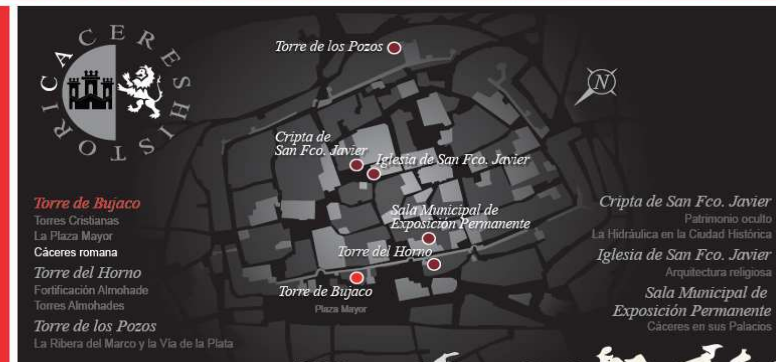 CACERES HISTORICA
Torre de los Pozos
Cripta de
San Fco. Javier
Iglesia de San Fco. Javier
Sala Municipal de
Exposición Permanente
Torre del Horno
Torre de Bujaco
Plaza Mayor
N
Torre de Bujaco
Torres Cristianas
La Plaza Mayor
Cáceres romana
Torre del Horno
Fortificación Almohade
Torres Almohades
Torre de los Pozos
La Ribera del Marco y la Vía de la Plata
Cripta de San Fco. Javier
Patrimonio oculto
La Hidráulica en la Ciudad Histórica
Iglesia de San Fco. Javier
Arquitectura religiosa
Sala Municipal de
Exposición Permanente
Cáceres en sus Palacios